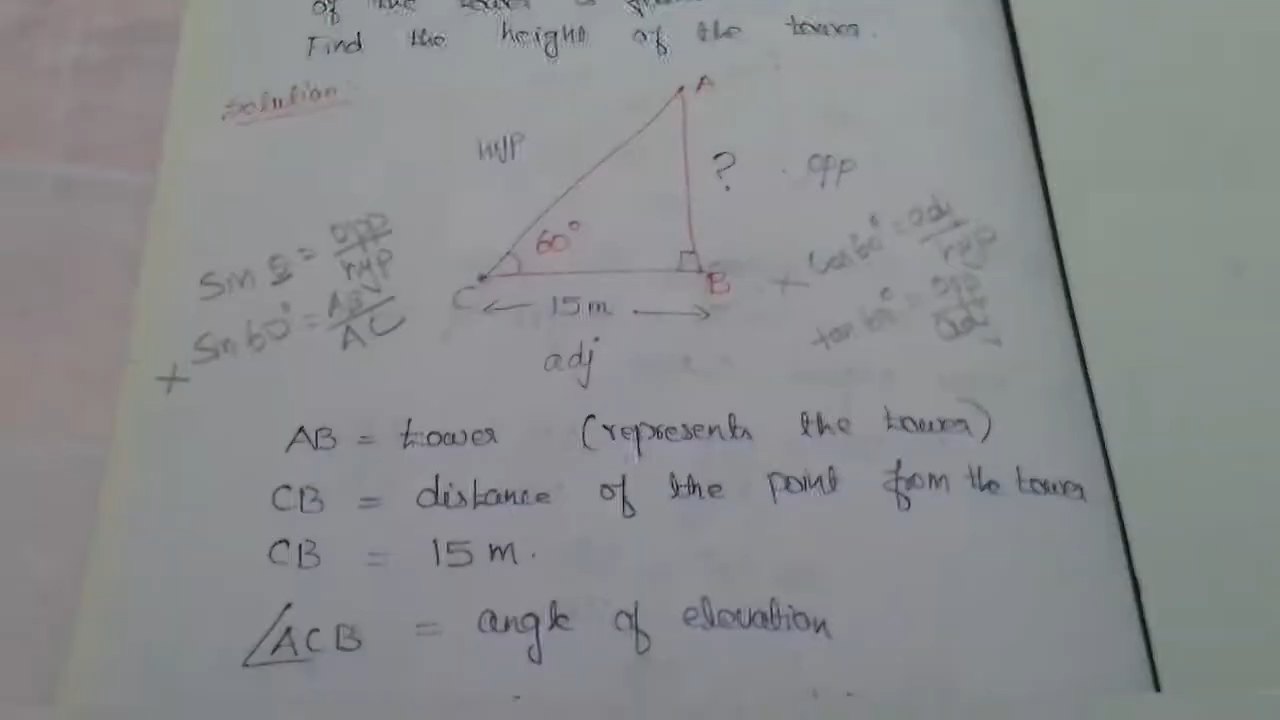 of the
Find the height of the tower.
Solution
A
HYP
?
opp
60°
Sin θ = opp/hyp
Sin 60° = AB/AC
×
C
B
15 m
adj
× Cos 60° = adj/hyp
tan 60° = opp/adj
AB = tower (represents the tower)
CB = distance of the point from the tower
CB = 15 m.
∠ACB = angle of elevation